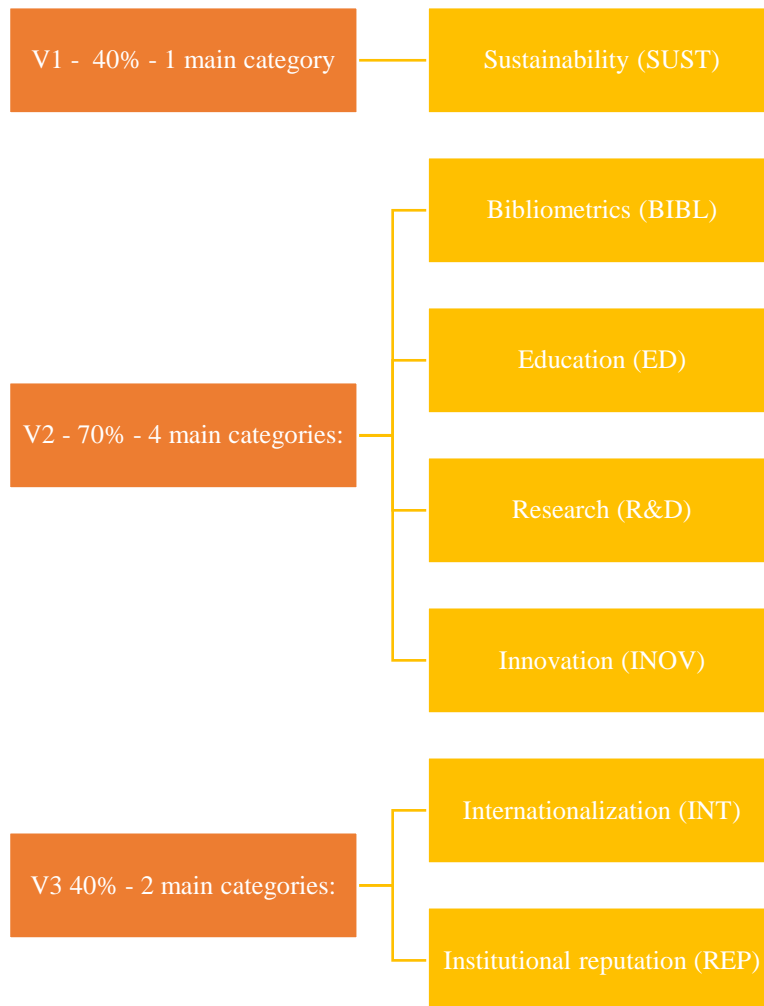 V1 - 40% - 1 main category
Sustainability (SUST)
V2 - 70% - 4 main categories:
Bibliometrics (BIBL)
Education (ED)
Research (R&D)
Innovation (INOV)
V3 40% - 2 main categories:
Internationalization (INT)
Institutional reputation (REP)